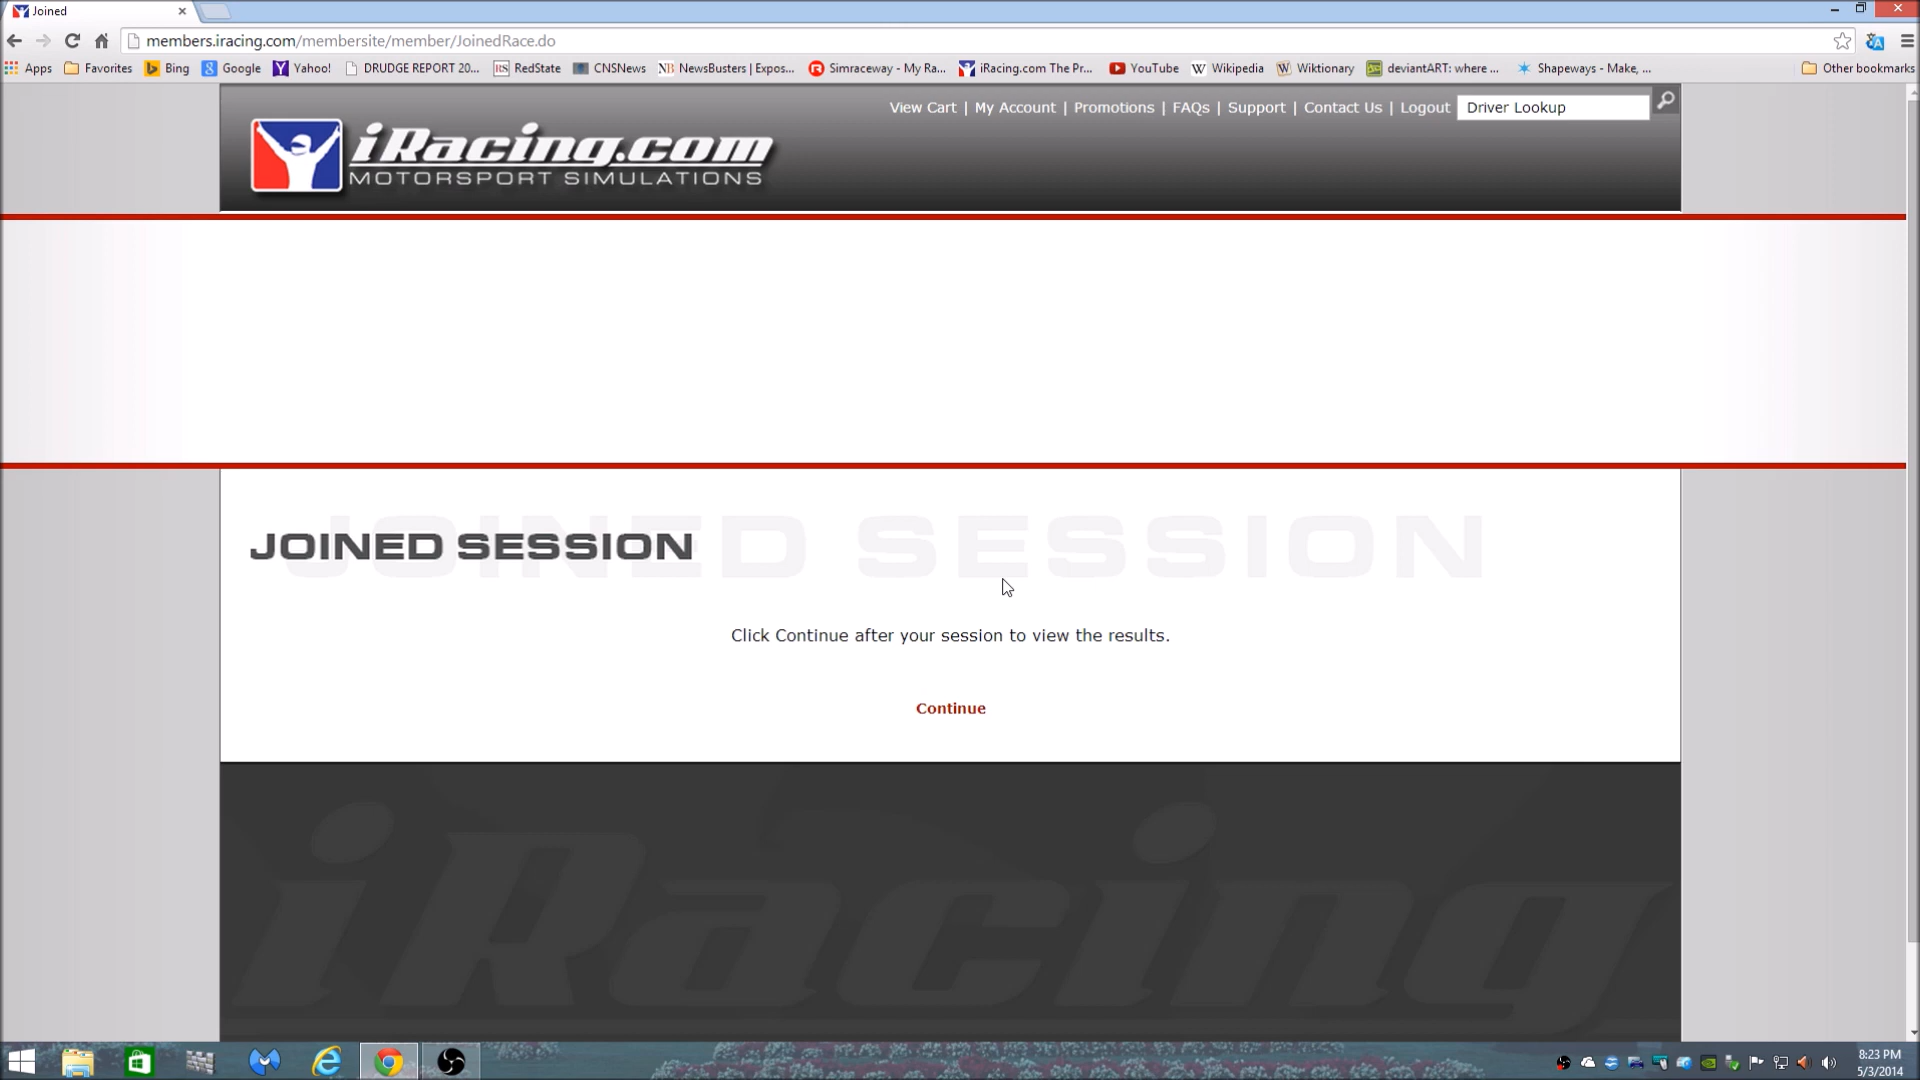 Joined
members.iracing.com/membersite/member/JoinedRace.do
Apps Favorites Bing Google Yahoo! DRUDGE REPORT 20... RedState CNSNews NewsBusters | Expos... Simraceway - My Ra... iRacing.com The Pr... YouTube Wikipedia Wiktionary deviantART: where ... Shapeways - Make, ... Other bookmarks
View Cart | My Account | Promotions | FAQs | Support | Contact Us | Logout Driver Lookup
iRacing.com
MOTORSPORT SIMULATIONS
JOINED SESSION
JOINED SESSION
Click Continue after your session to view the results.
Continue
iRacing
8:23 PM
5/3/2014